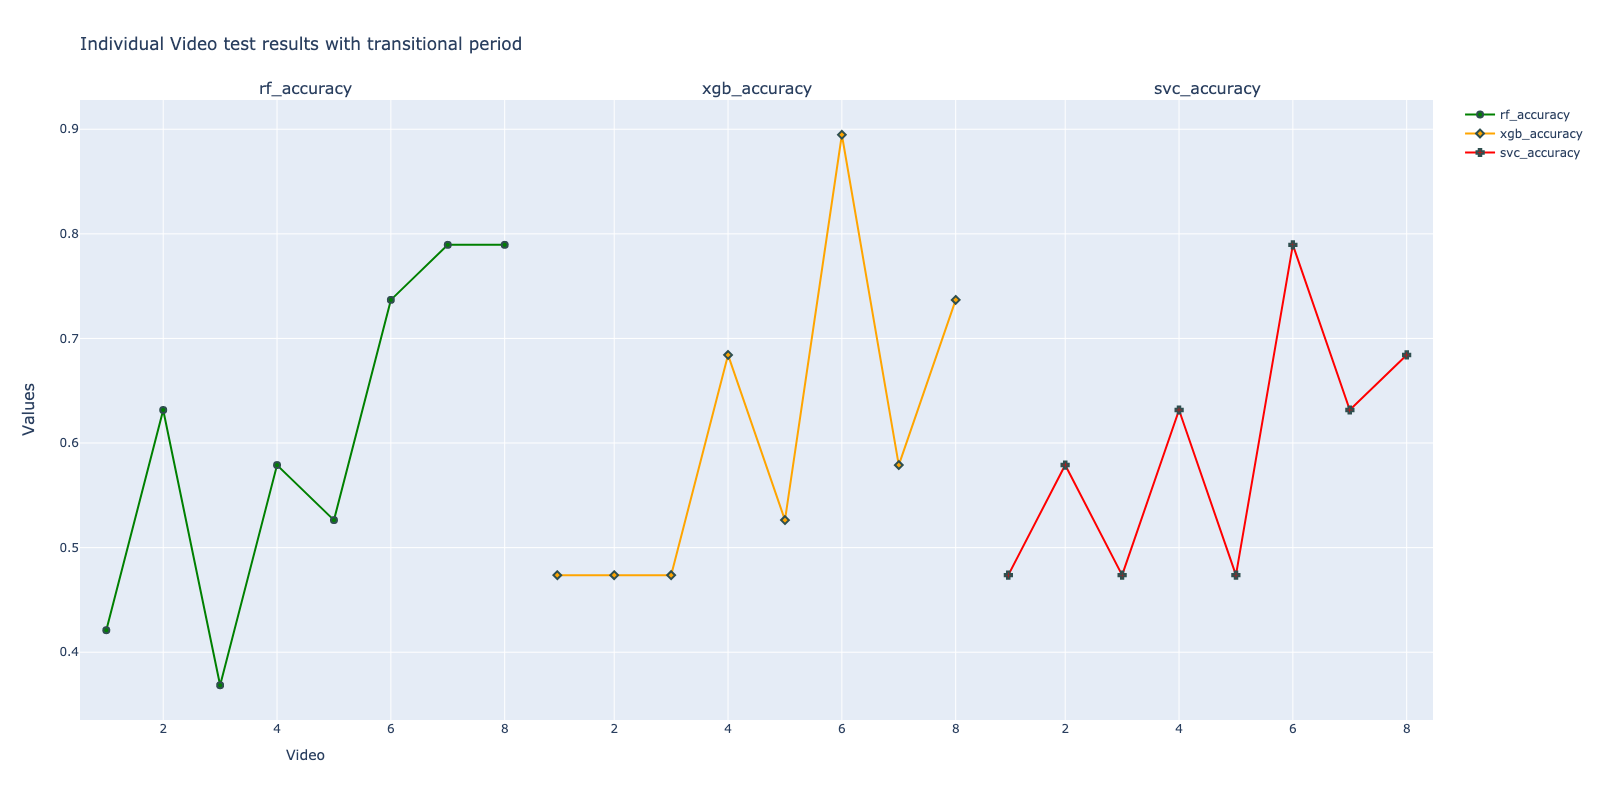 Individual Video test results with transitional period
rf_accuracy
xgb_accuracy
svc_accuracy
rf_accuracy
xgb_accuracy
svc_accuracy
0.9
0.8
0.7
0.6
0.5
0.4
Values
2 4 6 8 2 4 6 8 2 4 6 8
Video